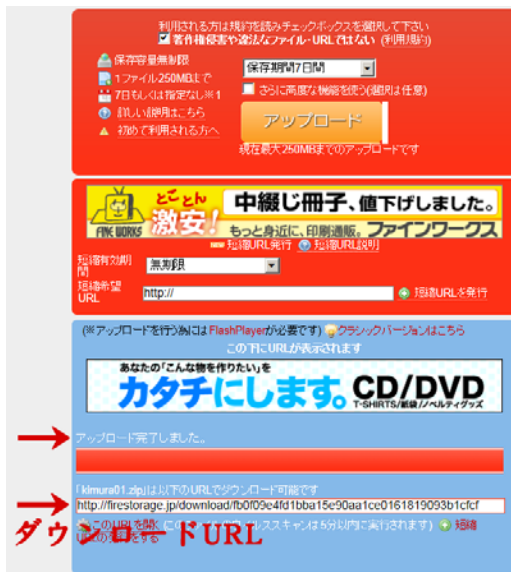 利用される方は規約を読みチェックボックスを選択して下さい
著作権侵害や違法なファイル・URLではない (利用規約)
保存容量無制限
1ファイル250MBまで
7日もしくは指定なし※1
詳しい説明はこちら
初めて利用される方へ
保存期間7日間
さらに高度な機能を使う(選択は任意)
アップロード
現在最大250MBまでのアップロードです
FINE WORKS
とことん
激安!
中綴じ冊子、値下げしました。
もっと身近に、印刷通販。ファインワークス
短縮URL発行 短縮URL説明
短縮有効期間
無制限
短縮希望URL
http://
短縮URLを発行
(※アップロードを行う為にはFlashPlayerが必要です) クラシックバージョンはこちら
この下にURLが表示されます
あなたの「こんな物を作りたい」を
カタチにします。
CD/DVD
T-SHIRTS/紙袋/ノベルティグッズ
アップロード完了しました。
「kimura01.zip」は以下のURLでダウンロード可能です
http://firestorage.jp/download/fb0f09e4fd1bba15e90aa1ce0161819093b1cfcf
このURLを開く
スキャンは5分以内に実行されます) 短縮
ダウンロードURL